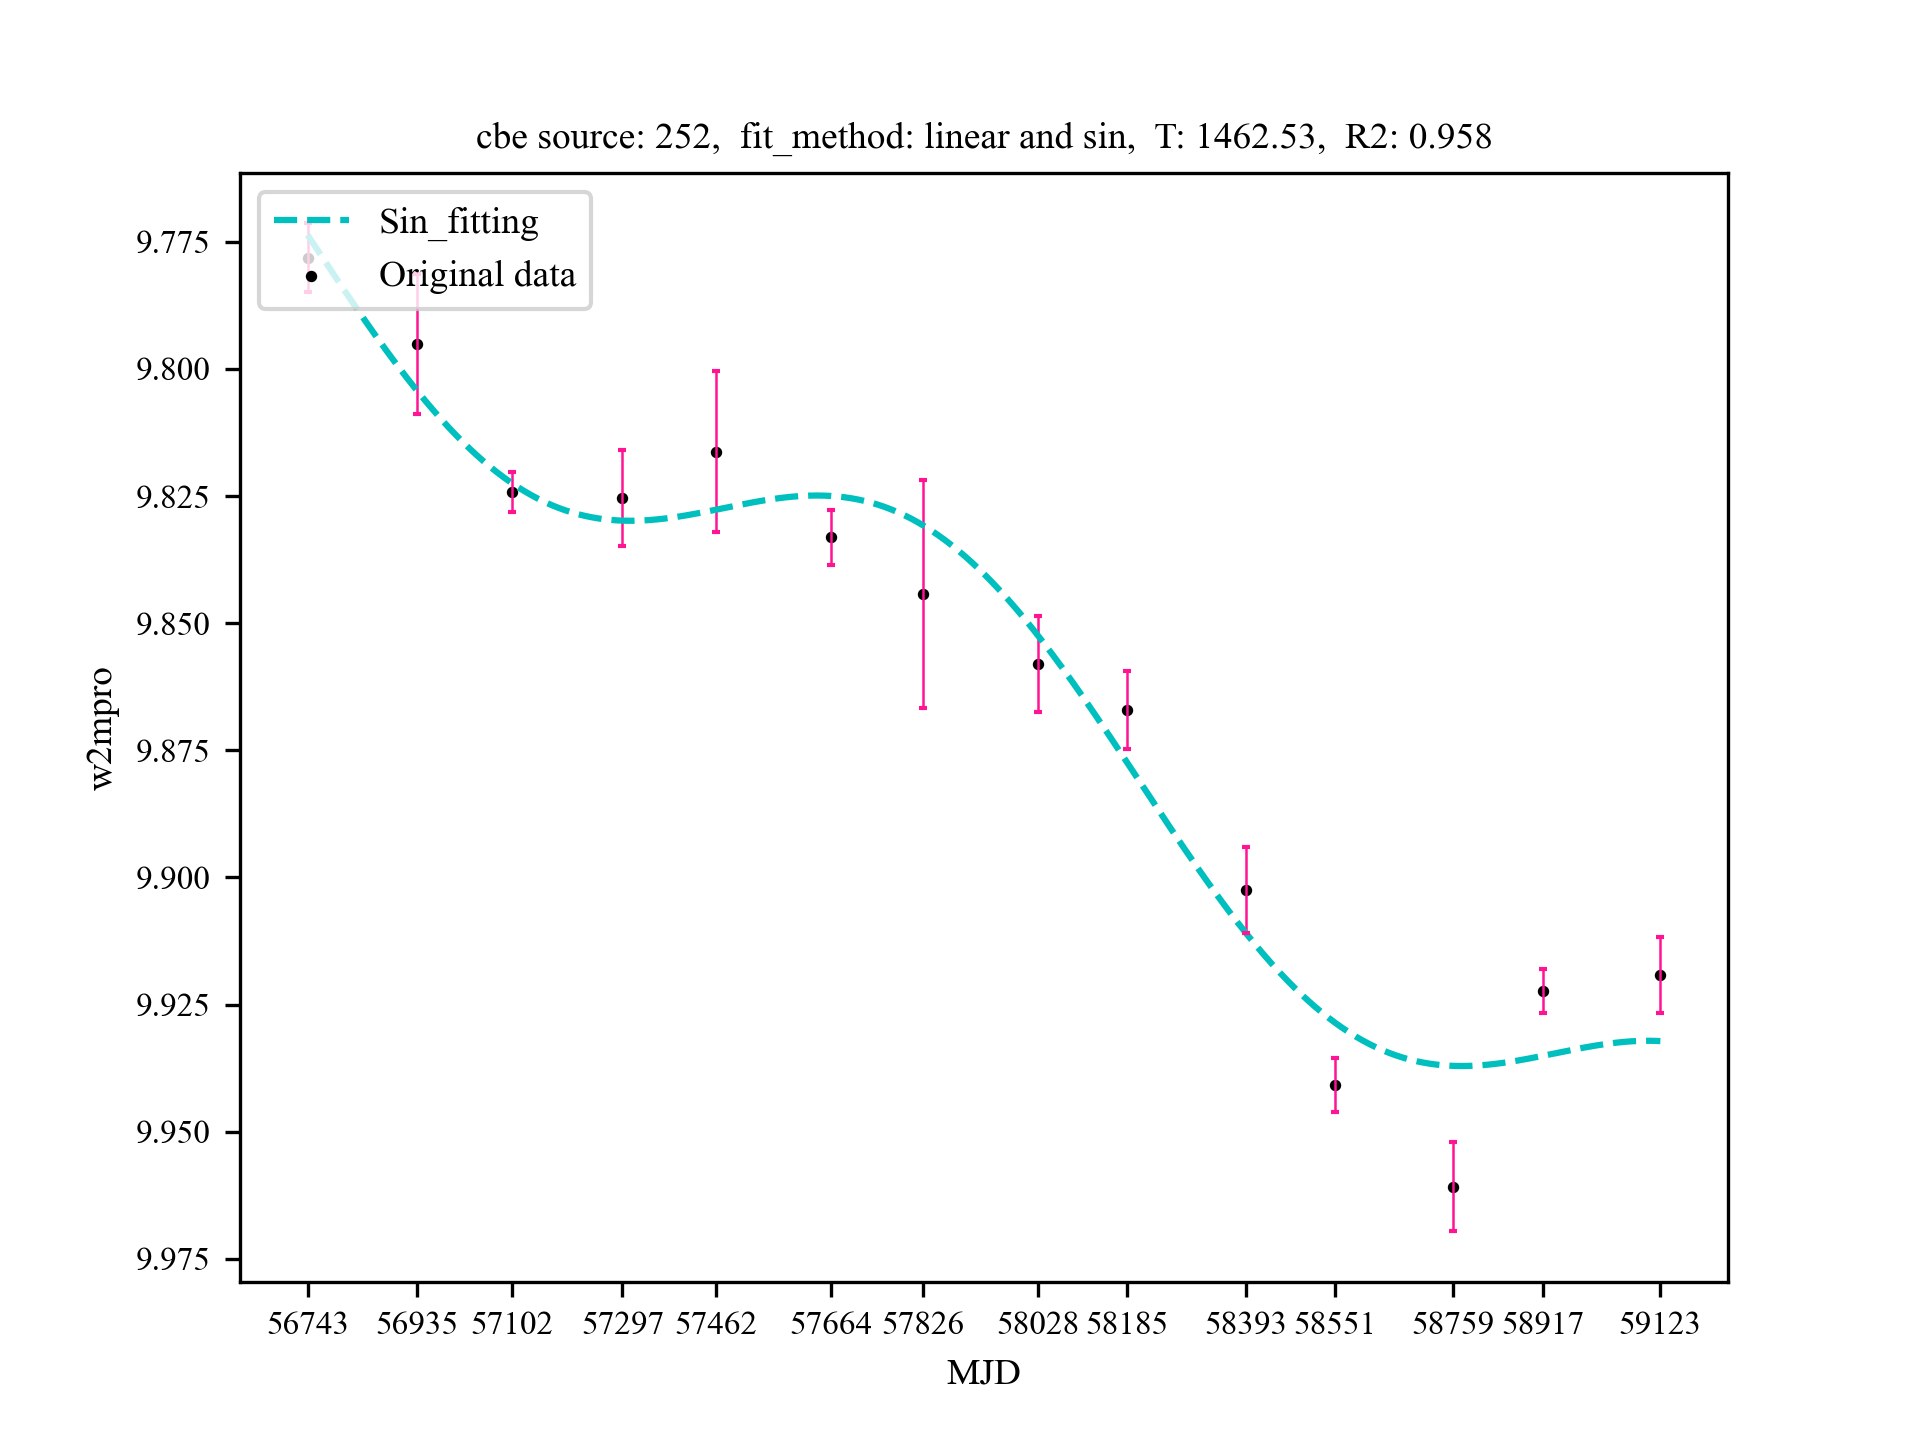 cbe source: 252,  fit_method: linear and sin,  T: 1462.53,  R2: 0.958
Sin_fitting
Original data
9.775
9.800
9.825
9.850
9.875
9.900
9.925
9.950
9.975
w2mpro
56743 56935 57102 57297 57462 57664 57826 58028 58185 58393 58551 58759 58917 59123
MJD